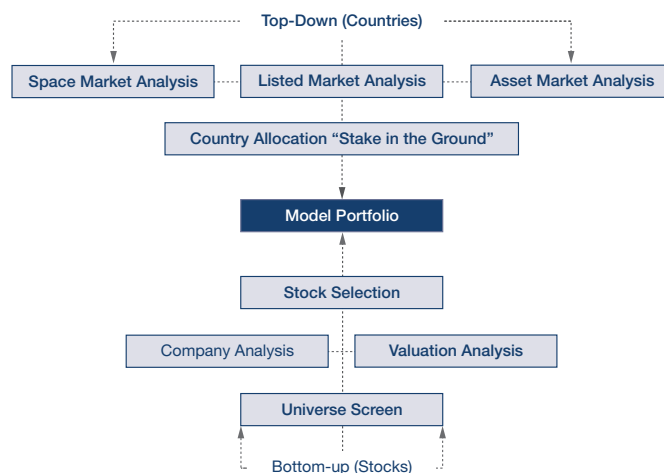 Top-Down (Countries)
Space Market Analysis
Listed Market Analysis
Asset Market Analysis
Country Allocation “Stake in the Ground”
Model Portfolio
Stock Selection
Company Analysis
Valuation Analysis
Universe Screen
Bottom-up (Stocks)